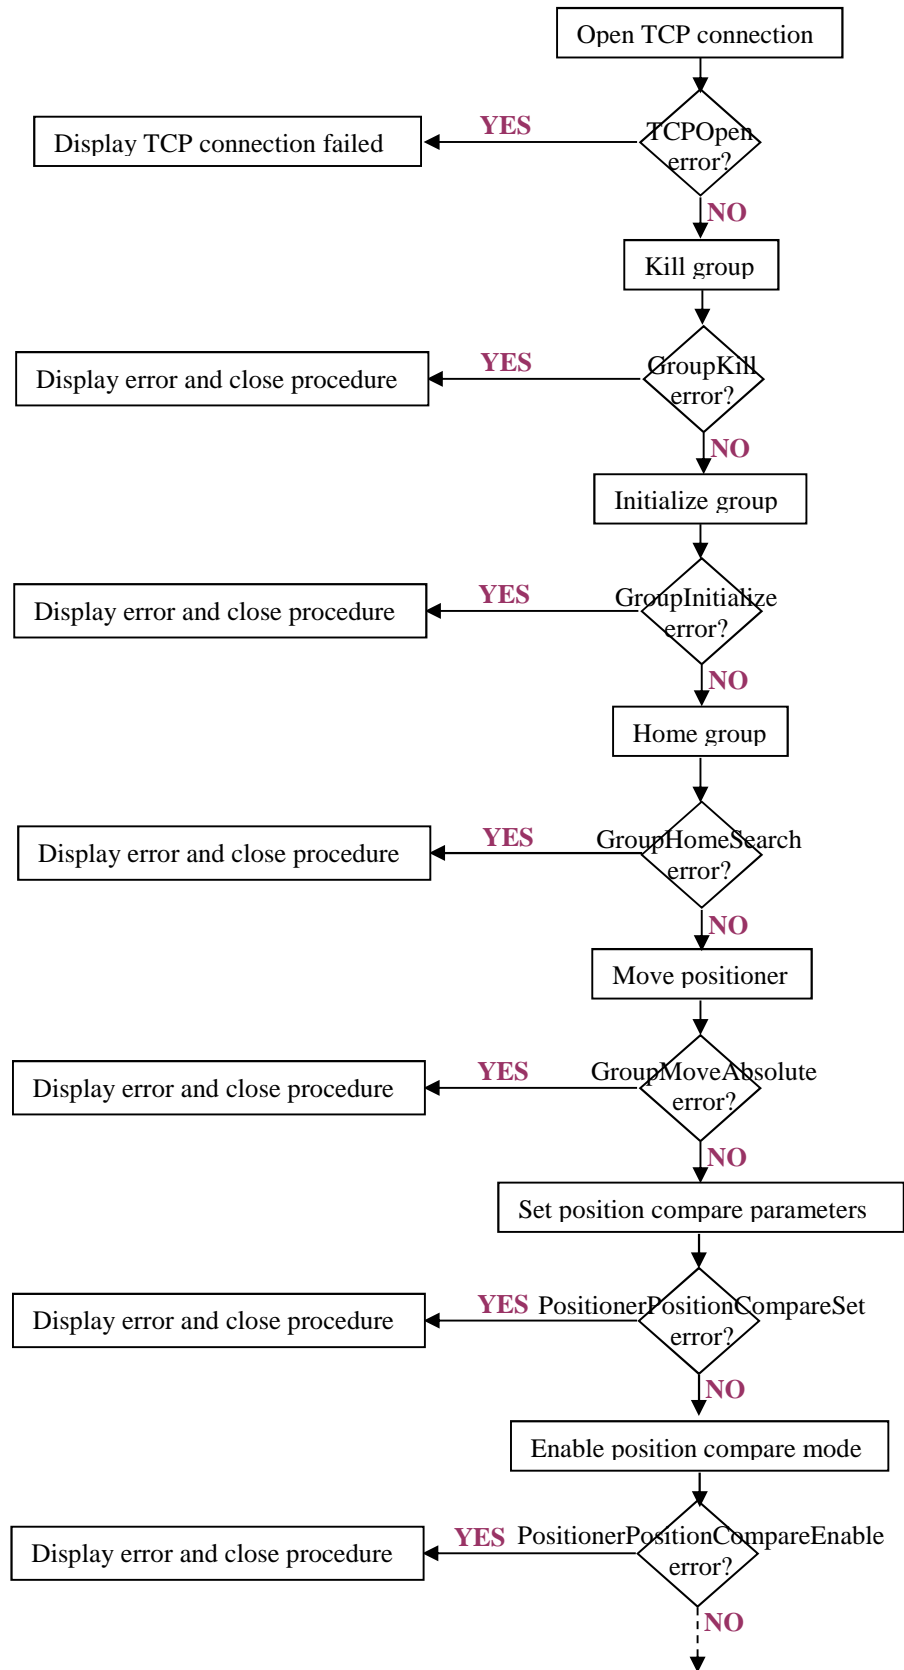 Open TCP connection
YES
TCPOpen
error?
Display TCP connection failed
NO
Kill group
YES
GroupKill
error?
Display error and close procedure
NO
Initialize group
YES
GroupInitialize
error?
Display error and close procedure
NO
Home group
YES
GroupHomeSearch
error?
Display error and close procedure
NO
Move positioner
YES
GroupMoveAbsolute
error?
Display error and close procedure
NO
Set position compare parameters
YES
PositionerPositionCompareSet
error?
Display error and close procedure
NO
Enable position compare mode
YES
PositionerPositionCompareEnable
error?
Display error and close procedure
NO